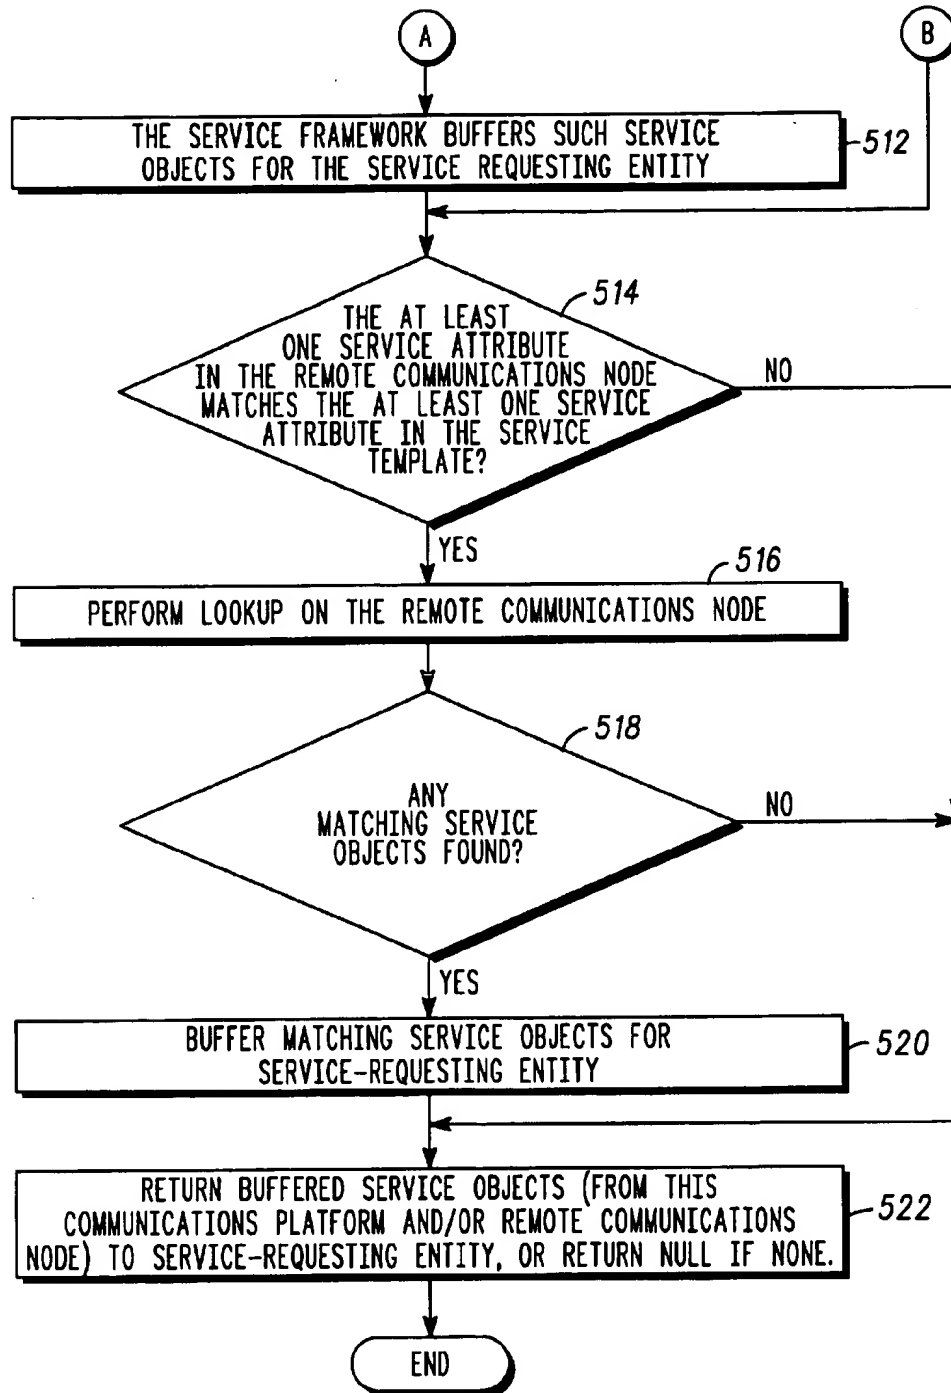 A
B
THE SERVICE FRAMEWORK BUFFERS SUCH SERVICE
OBJECTS FOR THE SERVICE REQUESTING ENTITY
512
514
THE AT LEAST
ONE SERVICE ATTRIBUTE
IN THE REMOTE COMMUNICATIONS NODE
MATCHES THE AT LEAST ONE SERVICE
ATTRIBUTE IN THE SERVICE
TEMPLATE?
NO
YES
516
PERFORM LOOKUP ON THE REMOTE COMMUNICATIONS NODE
518
ANY
MATCHING SERVICE
OBJECTS FOUND?
NO
YES
BUFFER MATCHING SERVICE OBJECTS FOR
SERVICE-REQUESTING ENTITY
520
RETURN BUFFERED SERVICE OBJECTS (FROM THIS
COMMUNICATIONS PLATFORM AND/OR REMOTE COMMUNICATIONS
NODE) TO SERVICE-REQUESTING ENTITY, OR RETURN NULL IF NONE.
522
END